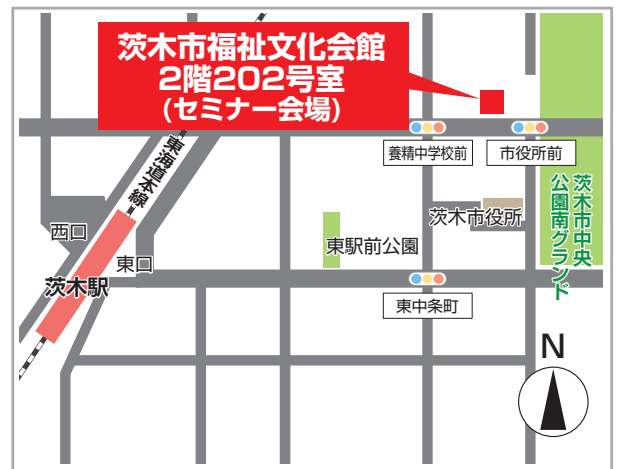 茨木市福祉文化会館
2階202号室
(セミナー会場)
東海道本線
養精中学校前
市役所前
茨木市中央
公園南グランド
茨木市役所
西口
東口
東駅前公園
茨木駅
東中条町
N